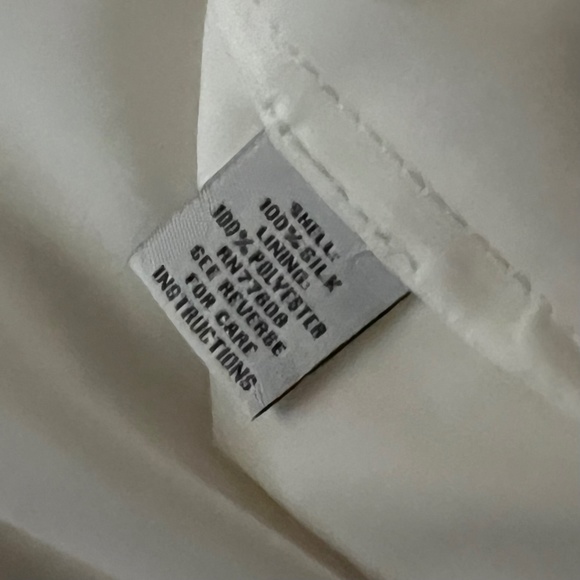 SHELL:
100% SILK
LINING:
100% POLYESTER
RN77608
SEE REVERSE
FOR CARE
INSTRUCTIONS